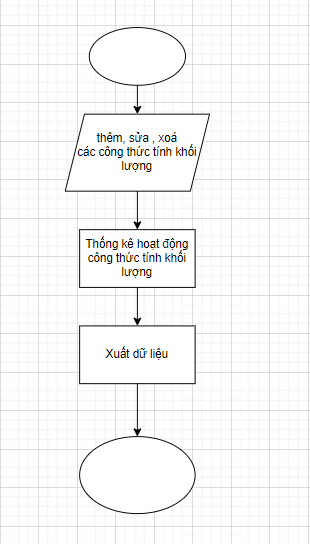 thêm, sửa , xoá
các công thức tính khối
lượng
Thống kê hoạt động
công thức tính khối
lượng
Xuất dữ liệu